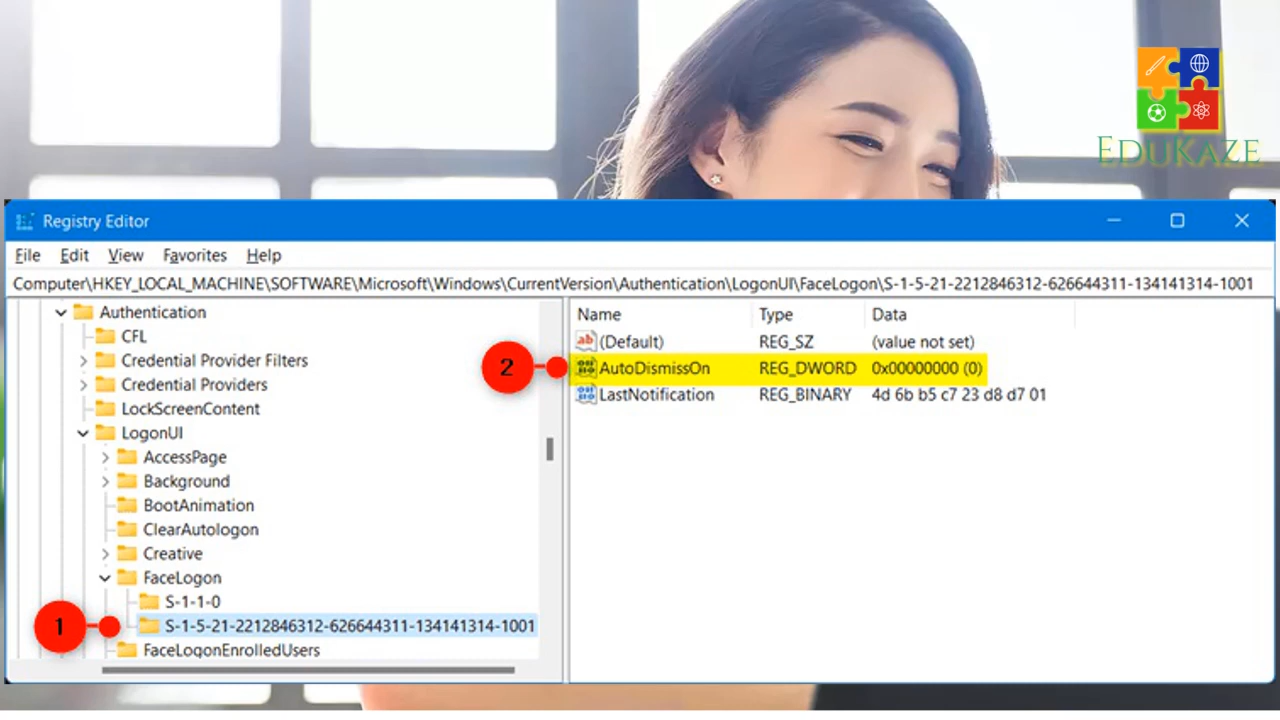 EDUKAZE
Registry Editor
File Edit View Favorites Help
Computer\HKEY_LOCAL_MACHINE\SOFTWARE\Microsoft\Windows\CurrentVersion\Authentication\LogonUI\FaceLogon\S-1-5-21-2212846312-626644311-134141314-1001
Authentication
CFL
Credential Provider Filters
Credential Providers
LockScreenContent
LogonUI
AccessPage
Background
BootAnimation
ClearAutologon
Creative
FaceLogon
S-1-1-0
1
S-1-5-21-2212846312-626644311-134141314-1001
FaceLogonEnrolledUsers
Name Type Data
ab (Default) REG_SZ (value not set)
2
AutoDismissOn REG_DWORD 0x00000000 (0)
LastNotification REG_BINARY 4d 6b b5 c7 23 d8 d7 01